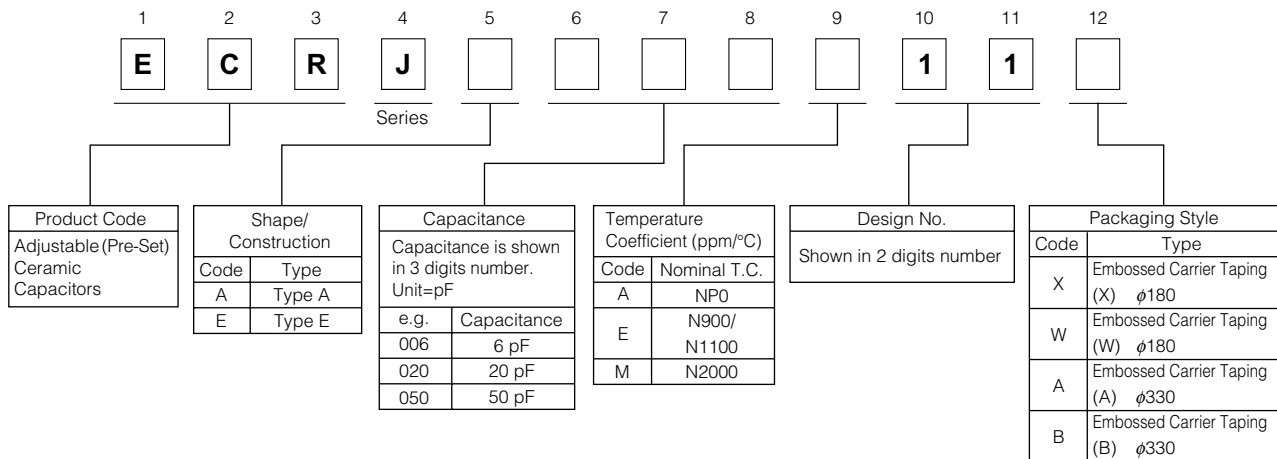 1 2 3 4 5 6 7 8 9 10 11 12
E C R J 1 1
Series
Product Code
Adjustable (Pre-Set)
Ceramic
Capacitors
Shape/
Construction
Code Type
A Type A
E Type E
Capacitance
Capacitance is shown
in 3 digits number.
Unit=pF
e.g. Capacitance
006 6 pF
020 20 pF
050 50 pF
Temperature
Coefficient (ppm/°C)
Code Nominal T.C.
A NP0
E N900/
N1100
M N2000
Design No.
Shown in 2 digits number
Packaging Style
Code Type
X Embossed Carrier Taping
(X) ϕ180
W Embossed Carrier Taping
(W) ϕ180
A Embossed Carrier Taping
(A) ϕ330
B Embossed Carrier Taping
(B) ϕ330